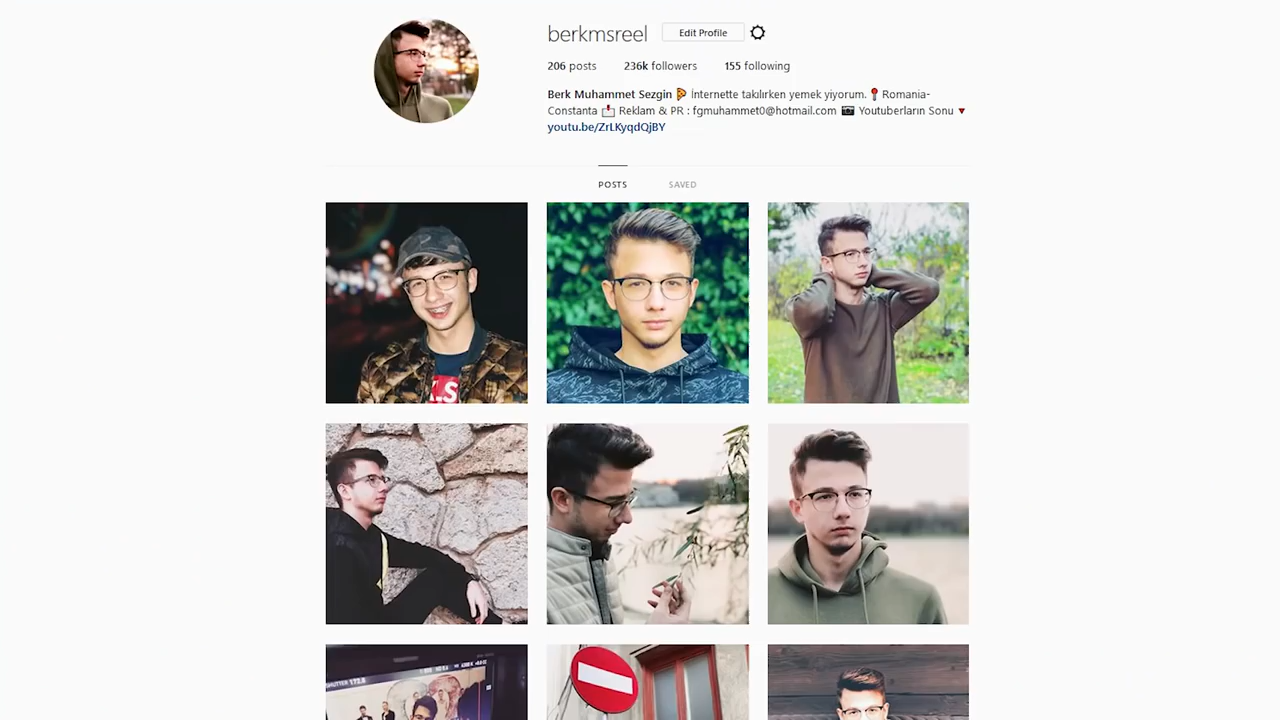 berkmsreel Edit Profile
206 posts 236k followers 155 following
Berk Muhammet Sezgin 🍕 İnternette takılırken yemek yiyorum. 📍 Romania-
Constanta 📩 Reklam & PR : fgmuhammet0@hotmail.com 📷 Youtuberların Sonu 🔻
youtu.be/ZrLKyqdQjBY
POSTS SAVED